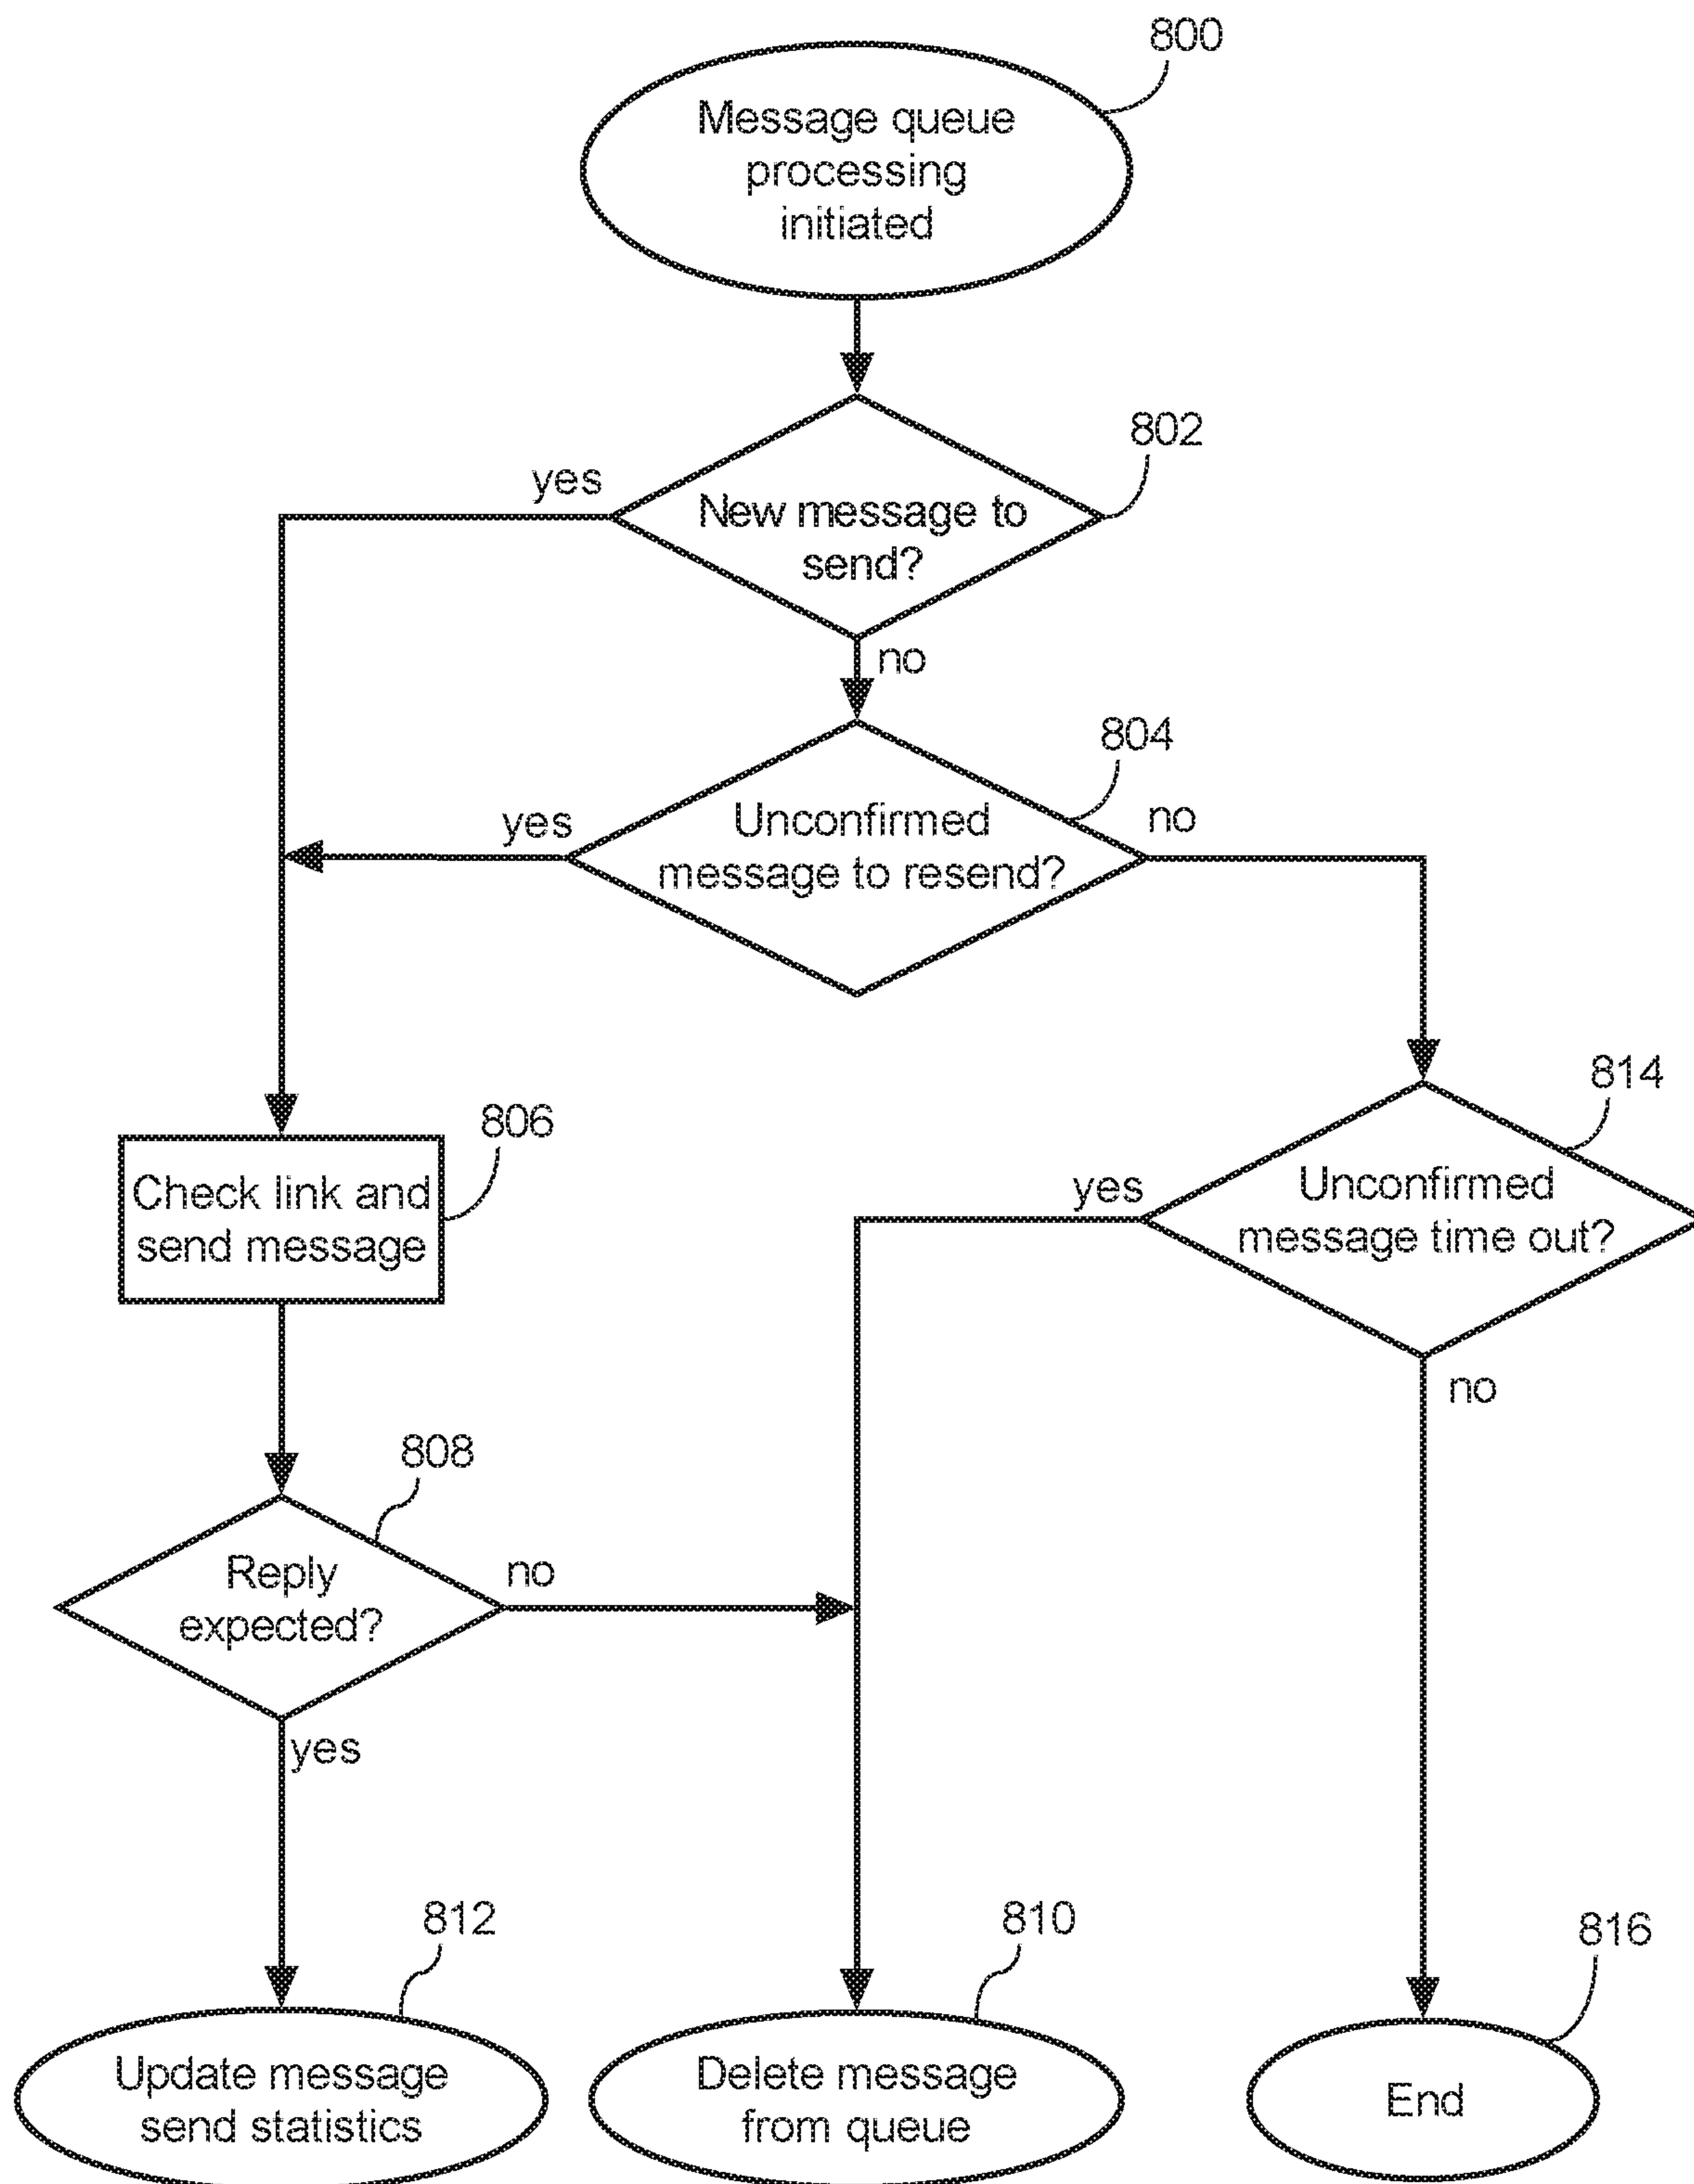 800
Message queue
processing
initiated
802
yes
New message to
send?
no
804
yes
Unconfirmed
message to resend?
no
814
806
Check link and
send message
yes
Unconfirmed
message time out?
no
808
Reply
expected?
no
yes
812
810
816
Update message
send statistics
Delete message
from queue
End